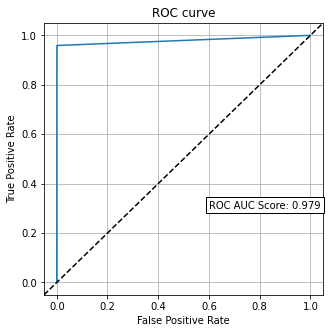 ROC curve
True Positive Rate
1.0
0.8
0.6
0.4
0.2
0.0
ROC AUC Score: 0.979
0.0 0.2 0.4 0.6 0.8 1.0
False Positive Rate